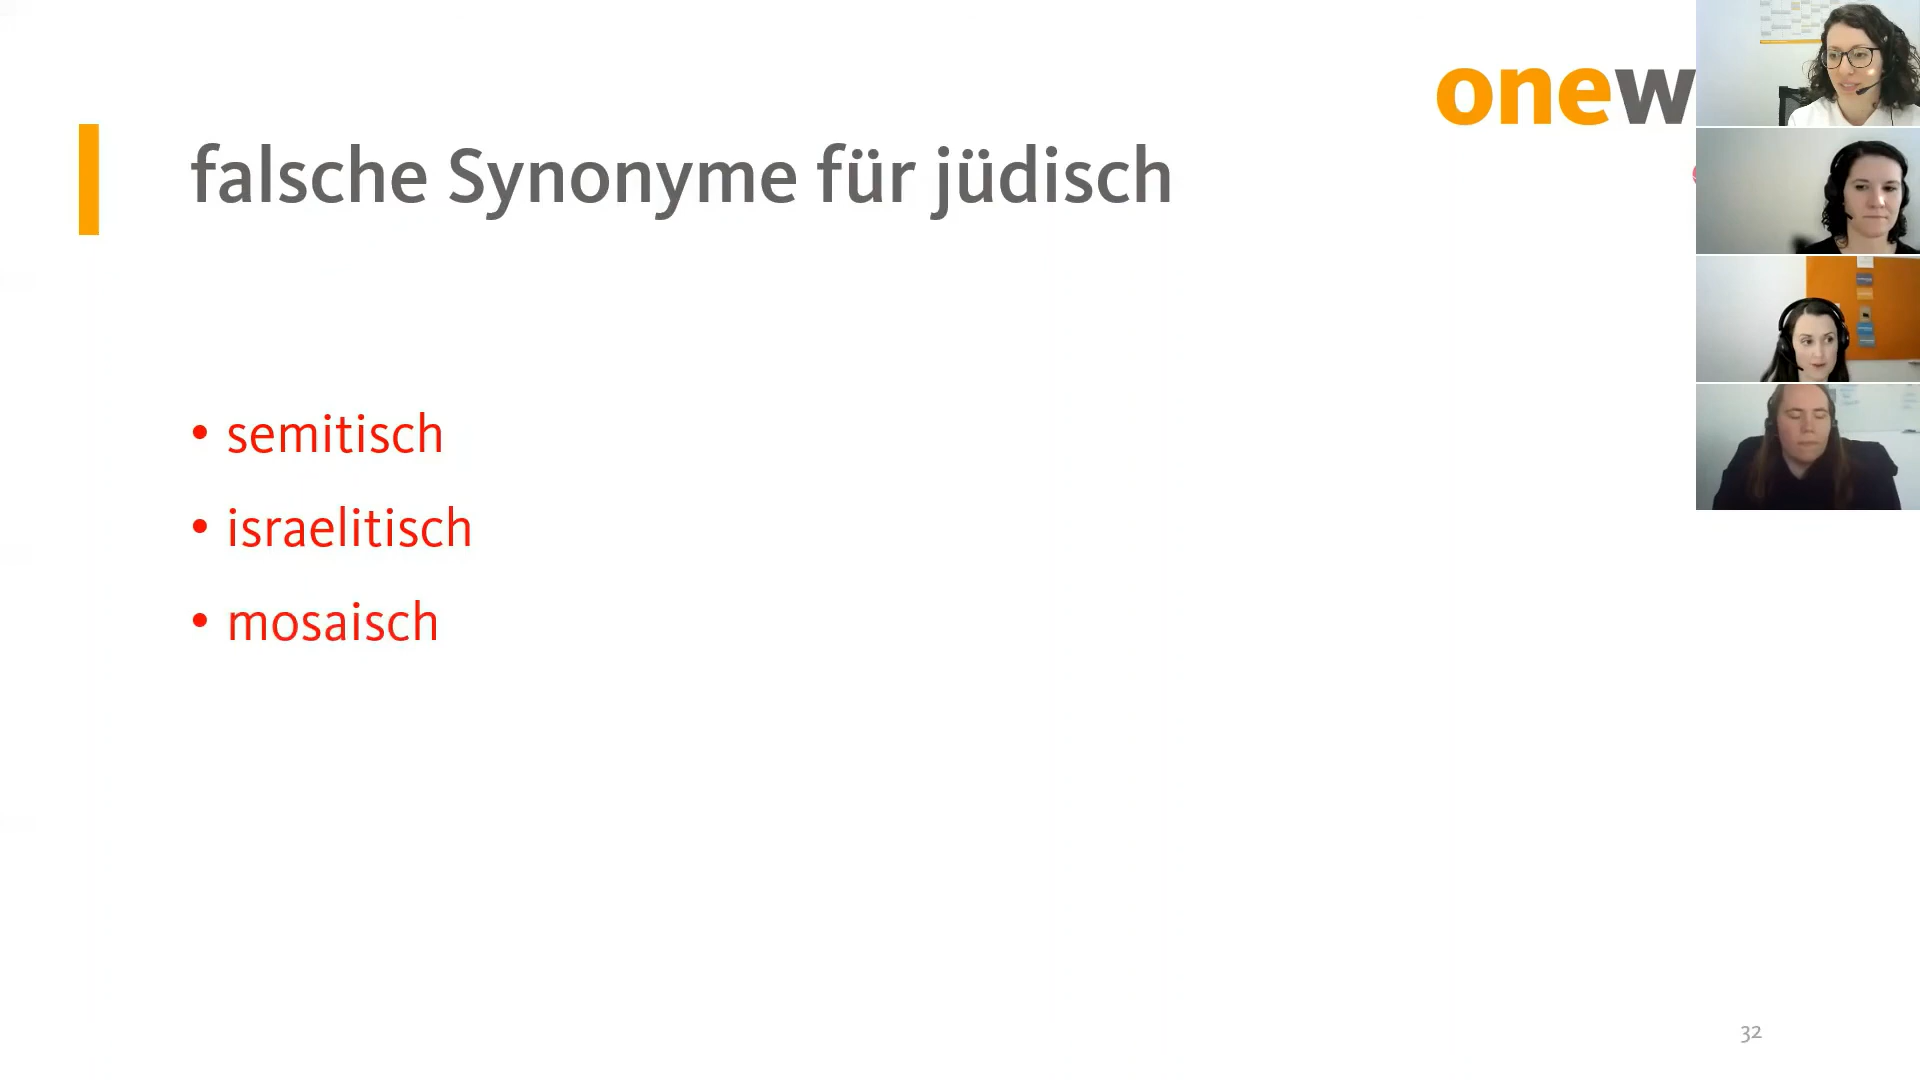 onew
falsche Synonyme für jüdisch
• semitisch
• israelitisch
• mosaisch
32